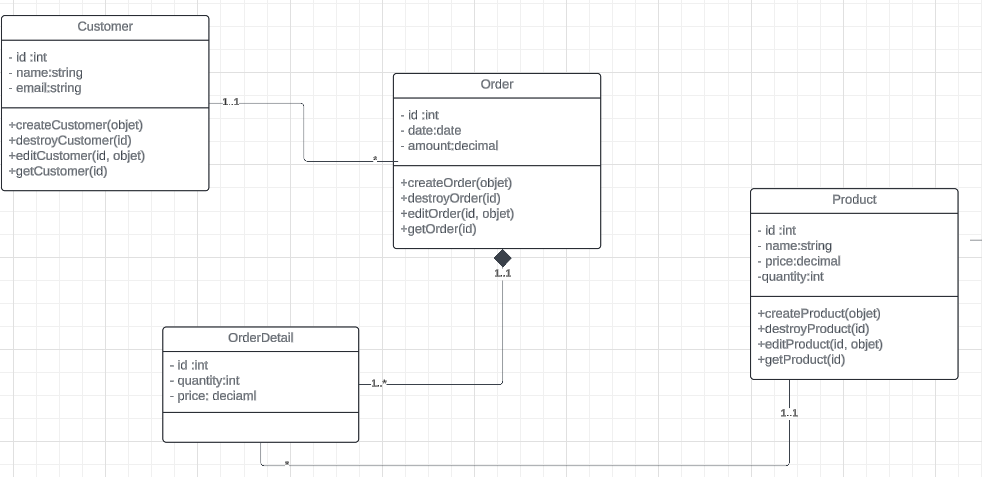 Customer
- id :int
- name:string
- email:string
+createCustomer(objet)
+destroyCustomer(id)
+editCustomer(id, objet)
+getCustomer(id)
1..1
*
Order
- id :int
- date:date
- amount:decimal
+createOrder(objet)
+destroyOrder(id)
+editOrder(id, objet)
+getOrder(id)
1..1
Product
- id :int
- name:string
- price:decimal
-quantity:int
+createProduct(objet)
+destroyProduct(id)
+editProduct(id, objet)
+getProduct(id)
1..1
OrderDetail
- id :int
- quantity:int
- price: deciaml
1..*
*